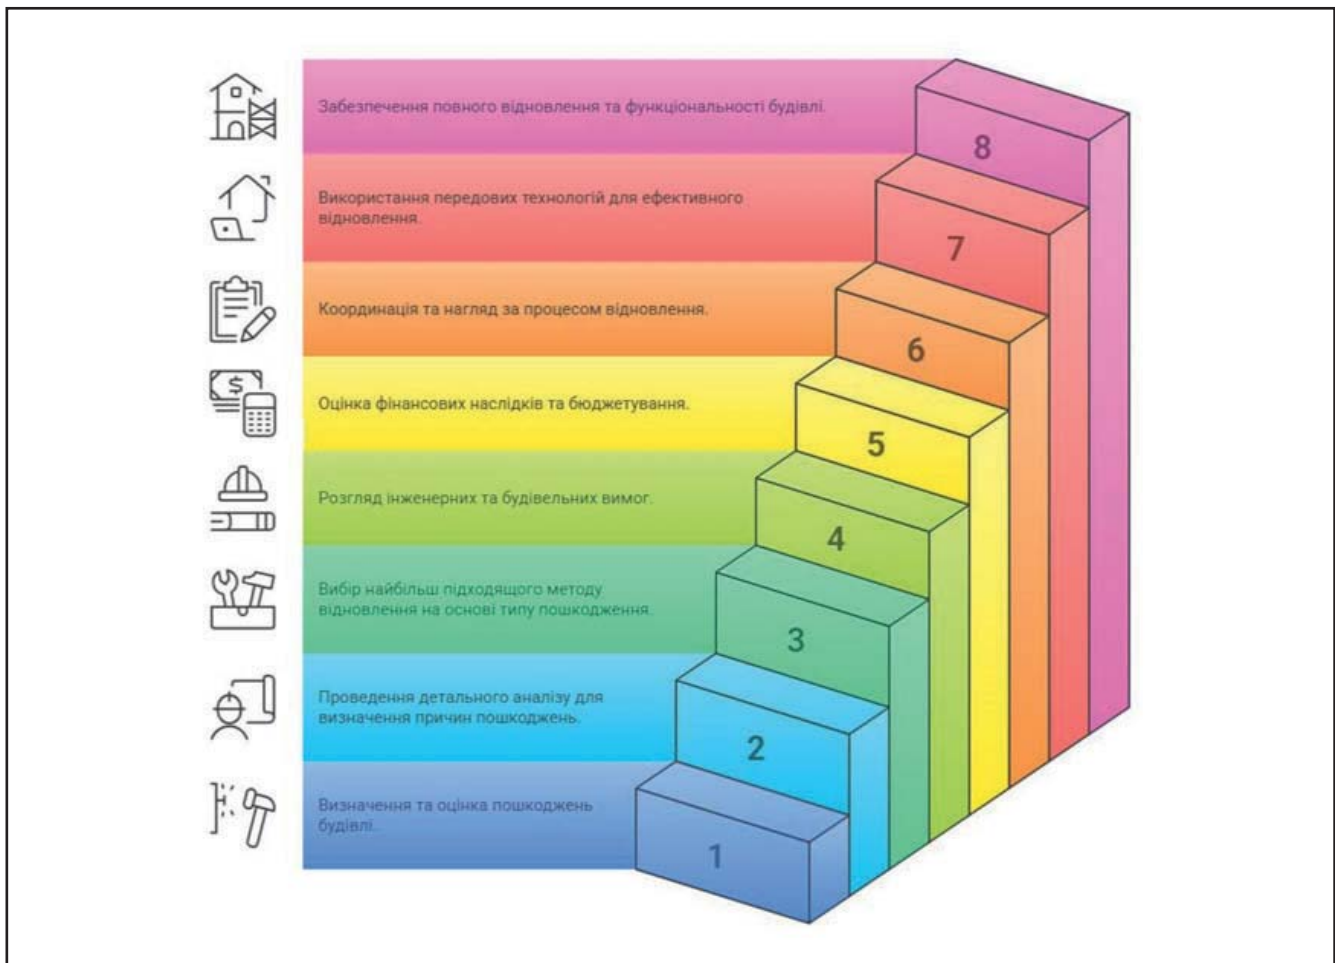 Забезпечення повного відновлення та функціональності будівлі.
8
Використання передових технологій для ефективного
відновлення.
7
Координація та нагляд за процесом відновлення.
6
$
Оцінка фінансових наслідків та бюджетування.
5
Розгляд інженерних та будівельних вимог.
4
Вибір найбільш підходящого методу
відновлення на основі типу пошкодження.
3
Проведення детального аналізу для
визначення причин пошкоджень.
2
Визначення та оцінка пошкоджень
будівлі.
1